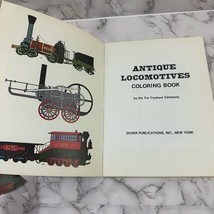 ANTIQUE
LOCOMOTIVES
COLORING BOOK
by the Tre Tryckare Company
DOVER PUBLICATIONS, INC., NEW YORK